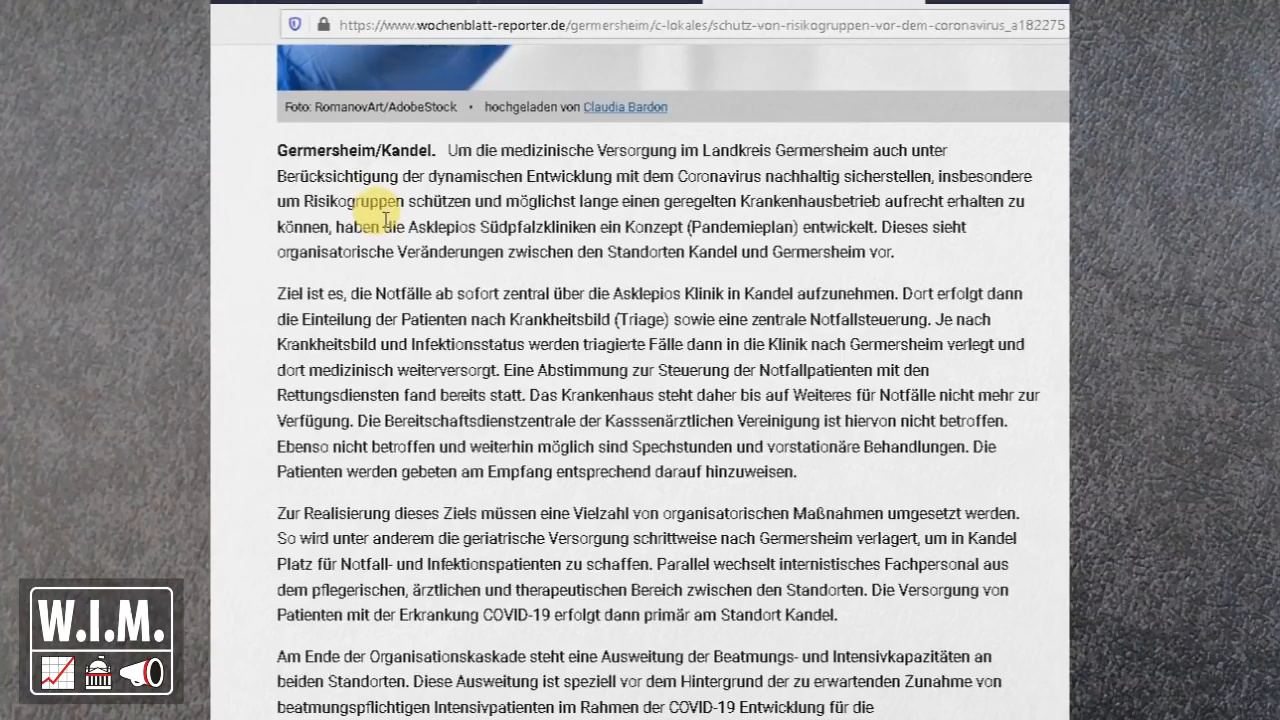 https://www.wochenblatt-reporter.de/germersheim/c-lokales/schutz-von-risikogruppen-vor-dem-coronavirus_a182275
Foto: RomanovArt/AdobeStock • hochgeladen von Claudia Bardon
Germersheim/Kandel. Um die medizinische Versorgung im Landkreis Germersheim auch unter
Berücksichtigung der dynamischen Entwicklung mit dem Coronavirus nachhaltig sicherstellen, insbesondere
um Risikogruppen schützen und möglichst lange einen geregelten Krankenhausbetrieb aufrecht erhalten zu
können, haben die Asklepios Südpfalzkliniken ein Konzept (Pandemieplan) entwickelt. Dieses sieht
organisatorische Veränderungen zwischen den Standorten Kandel und Germersheim vor.
Ziel ist es, die Notfälle ab sofort zentral über die Asklepios Klinik in Kandel aufzunehmen. Dort erfolgt dann
die Einteilung der Patienten nach Krankheitsbild (Triage) sowie eine zentrale Notfallsteuerung. Je nach
Krankheitsbild und Infektionsstatus werden triagierte Fälle dann in die Klinik nach Germersheim verlegt und
dort medizinisch weiterversorgt. Eine Abstimmung zur Steuerung der Notfallpatienten mit den
Rettungsdiensten fand bereits statt. Das Krankenhaus steht daher bis auf Weiteres für Notfälle nicht mehr zur
Verfügung. Die Bereitschaftsdienstzentrale der Kasssenärztlichen Vereinigung ist hiervon nicht betroffen.
Ebenso nicht betroffen und weiterhin möglich sind Spechstunden und vorstationäre Behandlungen. Die
Patienten werden gebeten am Empfang entsprechend darauf hinzuweisen.
Zur Realisierung dieses Ziels müssen eine Vielzahl von organisatorischen Maßnahmen umgesetzt werden.
So wird unter anderem die geriatrische Versorgung schrittweise nach Germersheim verlagert, um in Kandel
Platz für Notfall- und Infektionspatienten zu schaffen. Parallel wechselt internistisches Fachpersonal aus
dem pflegerischen, ärztlichen und therapeutischen Bereich zwischen den Standorten. Die Versorgung von
Patienten mit der Erkrankung COVID-19 erfolgt dann primär am Standort Kandel.
Am Ende der Organisationskaskade steht eine Ausweitung der Beatmungs- und Intensivkapazitäten an
beiden Standorten. Diese Ausweitung ist speziell vor dem Hintergrund der zu erwartenden Zunahme von
beatmungspflichtigen Intensivpatienten im Rahmen der COVID-19 Entwicklung für die
W.I.M.